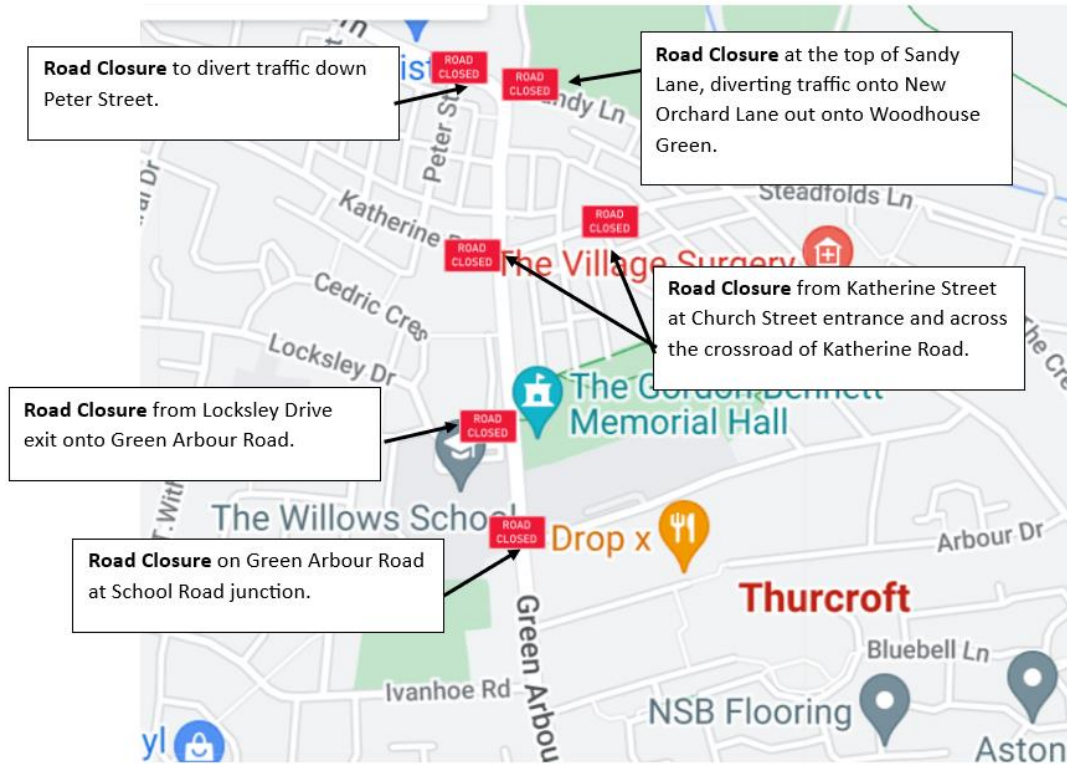 Road Closure to divert traffic down
Peter Street.
Road Closure at the top of Sandy
Lane, diverting traffic onto New
Orchard Lane out onto Woodhouse
Green.
ROAD
CLOSED
ROAD
CLOSED
Peter St
Steadfolds Ln
Katherine
ROAD
CLOSED
ROAD
CLOSED
The Village Surgery
Road Closure from Katherine Street
at Church Street entrance and across
the crossroad of Katherine Road.
Cedric Cres
Locksley Dr
The Gordon Bennett
Memorial Hall
Road Closure from Locksley Drive
exit onto Green Arbour Road.
ROAD
CLOSED
The Willows School
ROAD
CLOSED
Drop x
Arbour Dr
Road Closure on Green Arbour Road
at School Road junction.
Thurcroft
Green Arbou
Bluebell Ln
Ivanhoe Rd
NSB Flooring
Aston